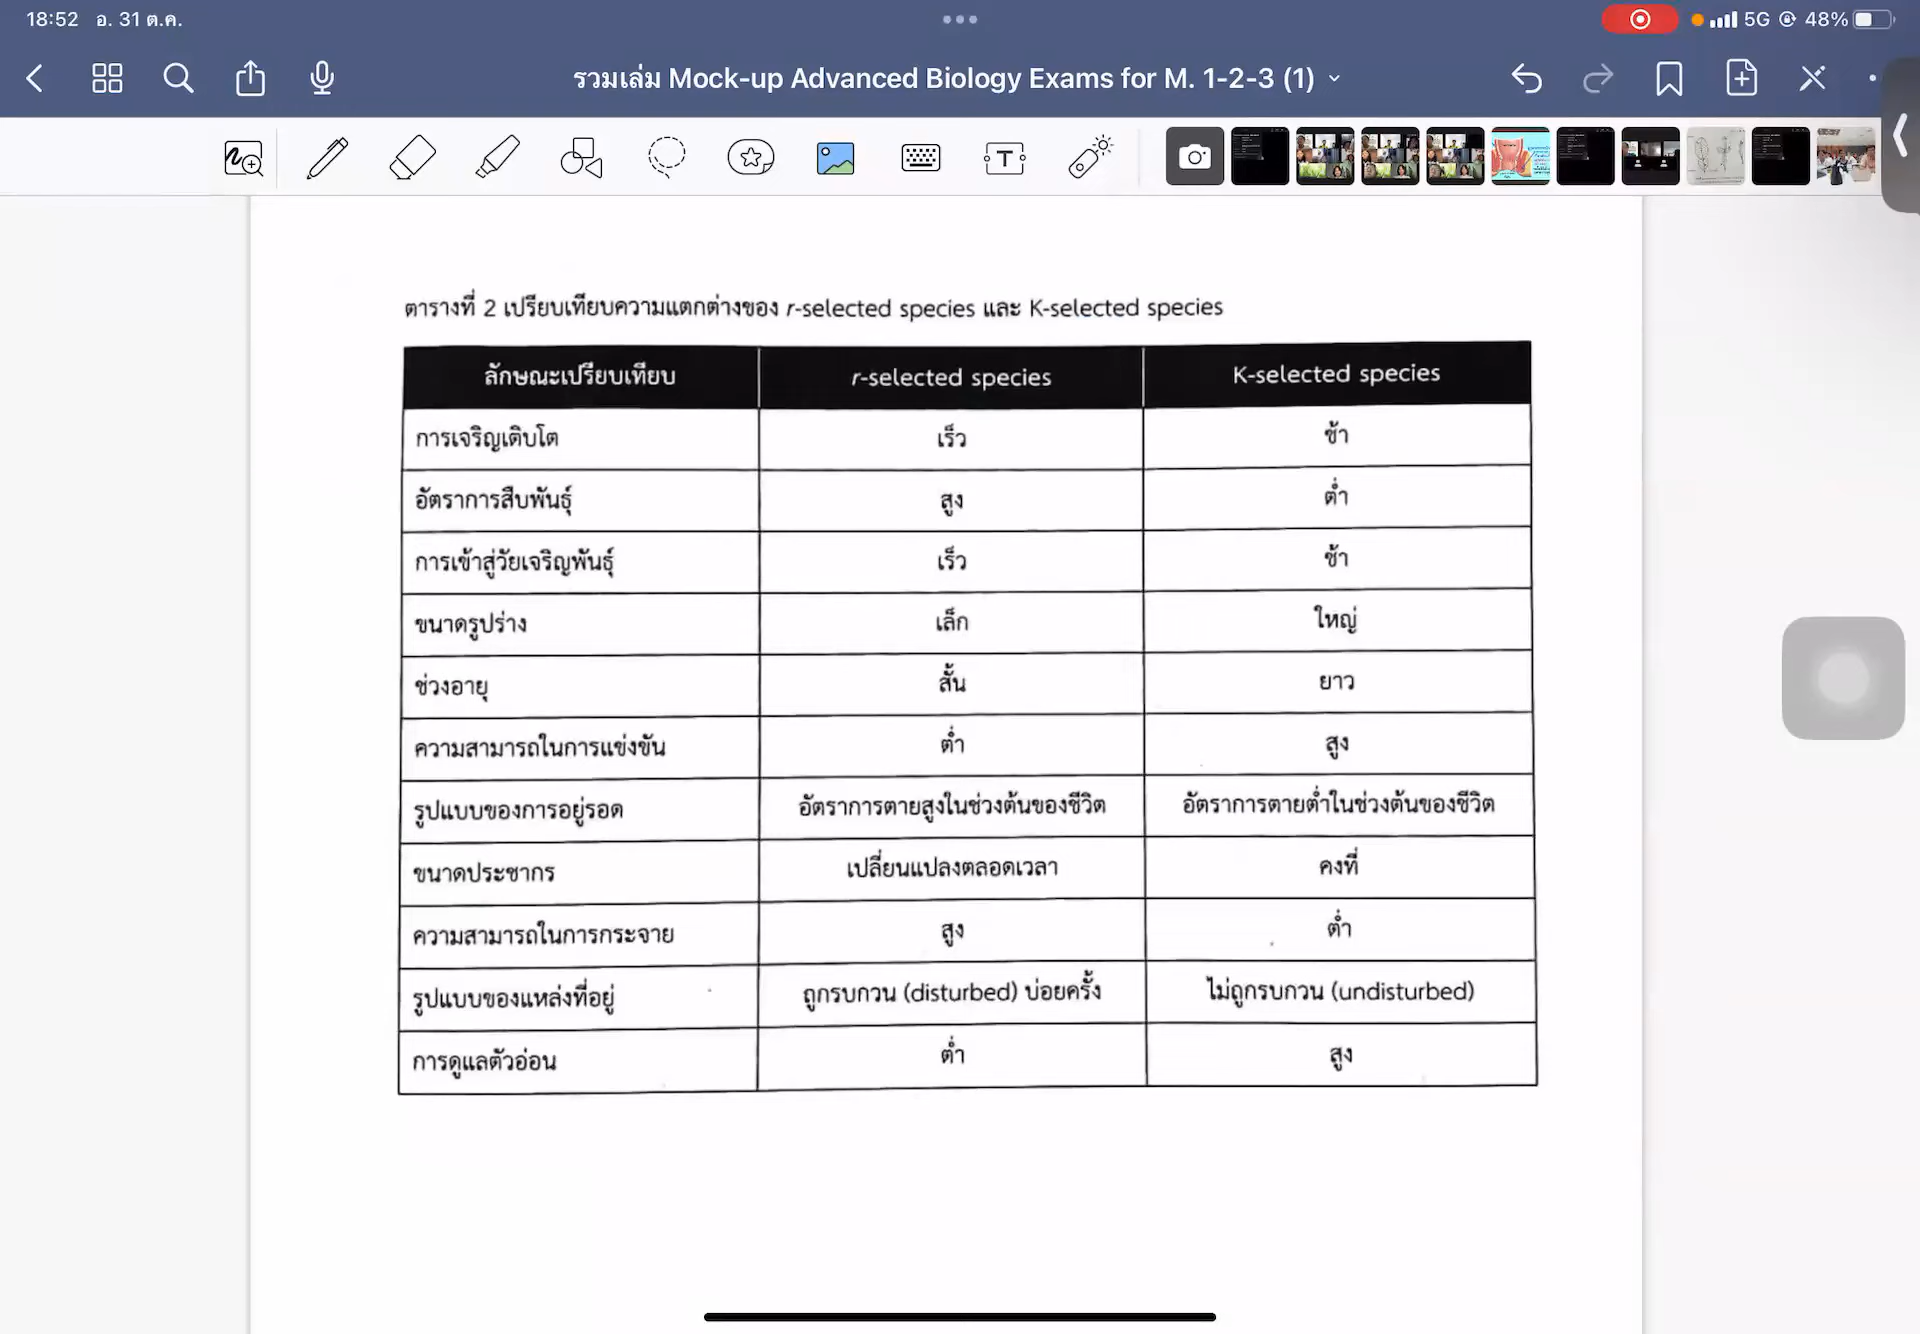 18:52 อ. 31 ต.ค.
5G 48%
รวมเล่ม Mock-up Advanced Biology Exams for M. 1-2-3 (1)
ตารางที่ 2 เปรียบเทียบความแตกต่างของ r-selected species และ K-selected species
ลักษณะเปรียบเทียบ r-selected species K-selected species
การเจริญเติบโต เร็ว ช้า
อัตราการสืบพันธุ์ สูง ต่ำ
การเข้าสู่วัยเจริญพันธุ์ เร็ว ช้า
ขนาดรูปร่าง เล็ก ใหญ่
ช่วงอายุ สั้น ยาว
ความสามารถในการแข่งขัน ต่ำ สูง
รูปแบบของการอยู่รอด อัตราการตายสูงในช่วงต้นของชีวิต อัตราการตายต่ำในช่วงต้นของชีวิต
ขนาดประชากร เปลี่ยนแปลงตลอดเวลา คงที่
ความสามารถในการกระจาย สูง ต่ำ
รูปแบบของแหล่งที่อยู่ ถูกรบกวน (disturbed) บ่อยครั้ง ไม่ถูกรบกวน (undisturbed)
การดูแลตัวอ่อน ต่ำ สูง